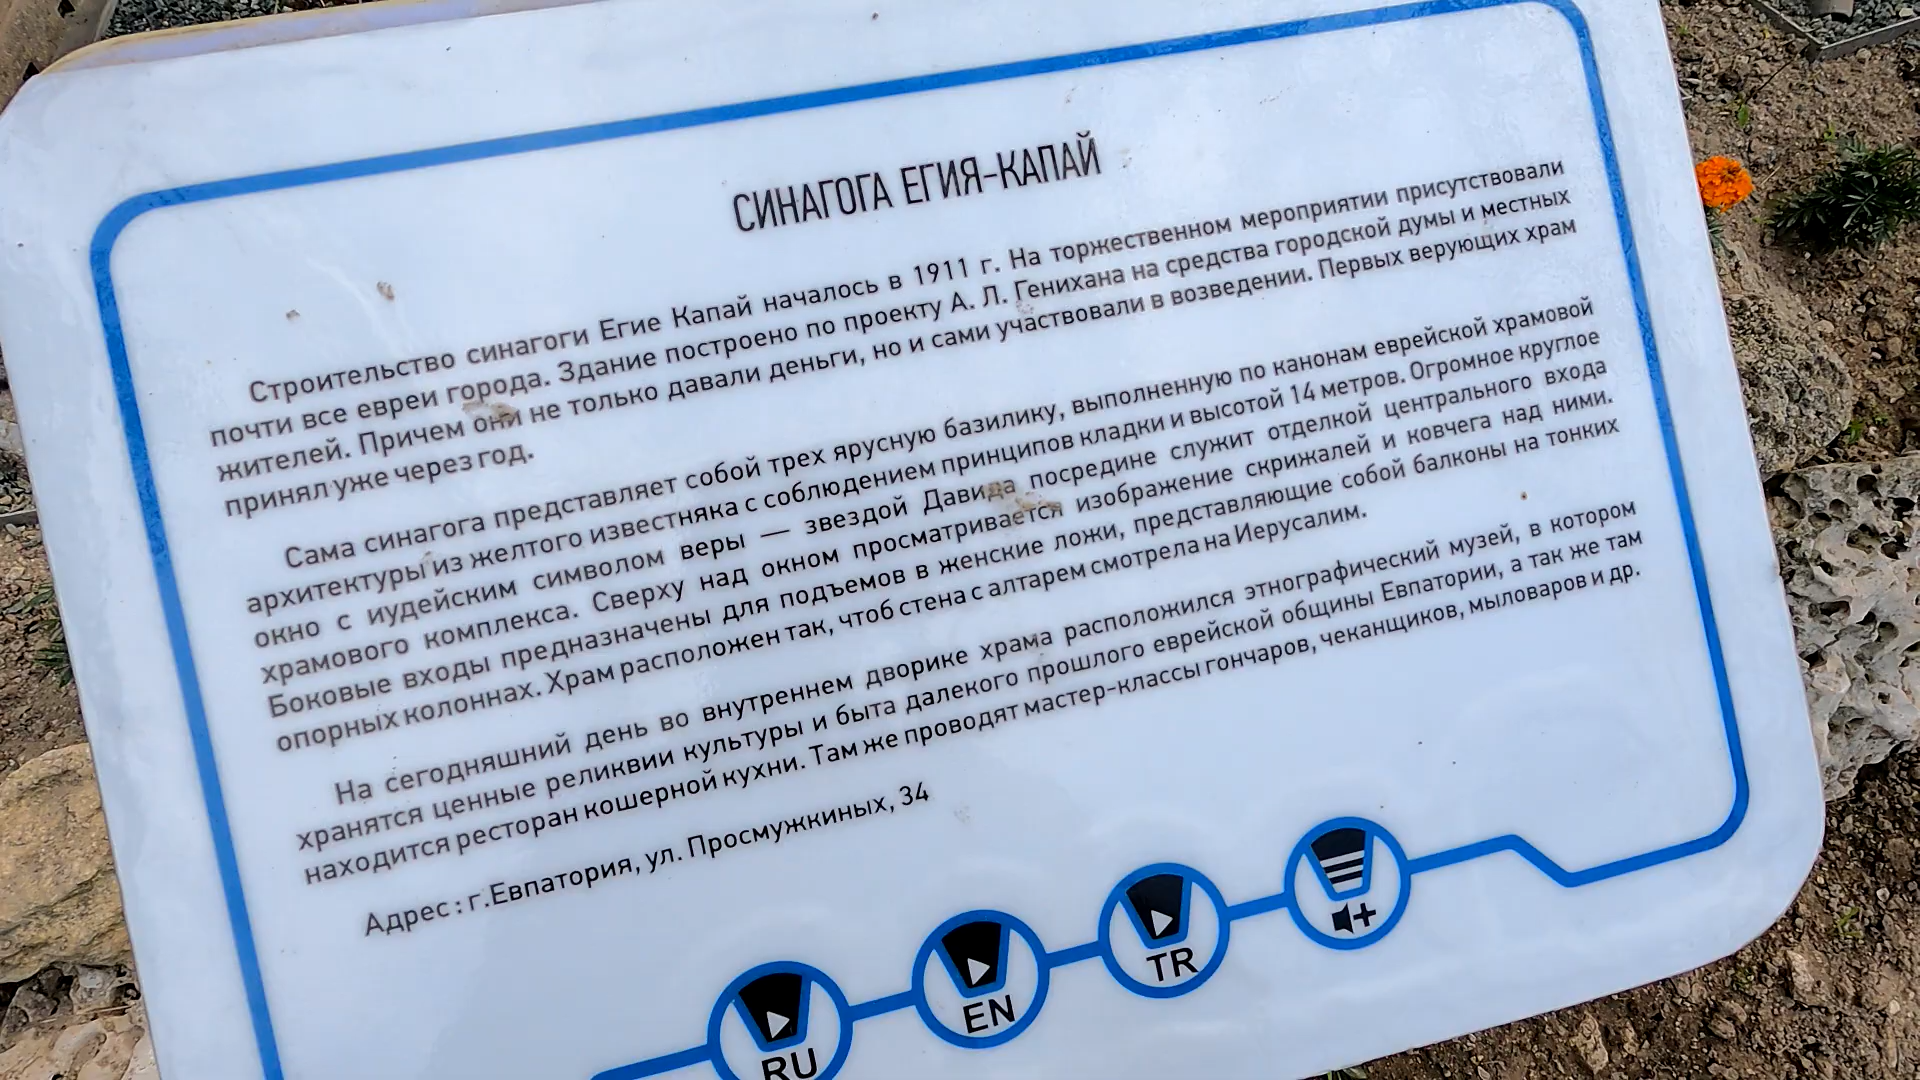 СИНАГОГА ЕГИЯ-КАПАЙ
Строительство синагоги Егие Капай началось в 1911 г. На торжественном мероприятии присутствовали
почти все евреи города. Здание построено по проекту А. Л. Генихана на средства городской думы и местных
жителей. Причем они не только давали деньги, но и сами участвовали в возведении. Первых верующих храм
принял уже через год.
Сама синагога представляет собой трех ярусную базилику, выполненную по канонам еврейской храмовой
архитектуры из желтого известняка с соблюдением принципов кладки и высотой 14 метров. Огромное круглое
окно с иудейским символом веры — звездой Давида посредине служит отделкой центрального входа
храмового комплекса. Сверху над окном просматривается изображение скрижалей и ковчега над ними.
Боковые входы предназначены для подъемов в женские ложи, представляющие собой балконы на тонких
опорных колоннах. Храм расположен так, чтоб стена с алтарем смотрела на Иерусалим.
На сегодняшний день во внутреннем дворике храма расположился этнографический музей, в котором
хранятся ценные реликвии культуры и быта далекого прошлого еврейской общины Евпатории, а так же там
находится ресторан кошерной кухни. Там же проводят мастер-классы гончаров, чеканщиков, мыловаров и др.
Адрес : г.Евпатория, ул. Просмужкиных, 34
RU
EN
TR